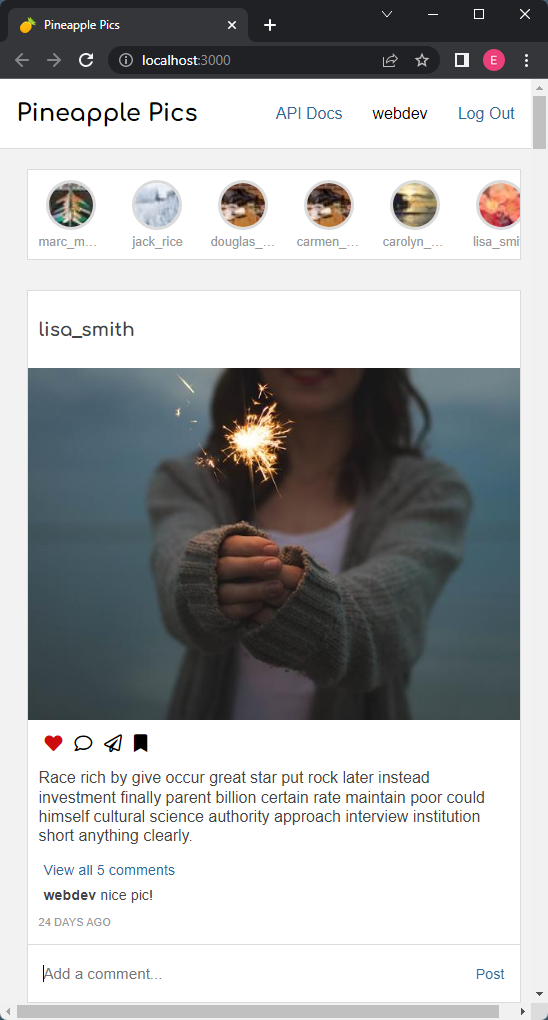 Pineapple Pics
localhost:3000
E
Pineapple Pics API Docs webdev Log Out
marc_m... jack_rice douglas_... carmen_... carolyn_... lisa_smi
lisa_smith
Race rich by give occur great star put rock later instead
investment finally parent billion certain rate maintain poor could
himself cultural science authority approach interview institution
short anything clearly.
View all 5 comments
webdev nice pic!
24 DAYS AGO
Add a comment... Post